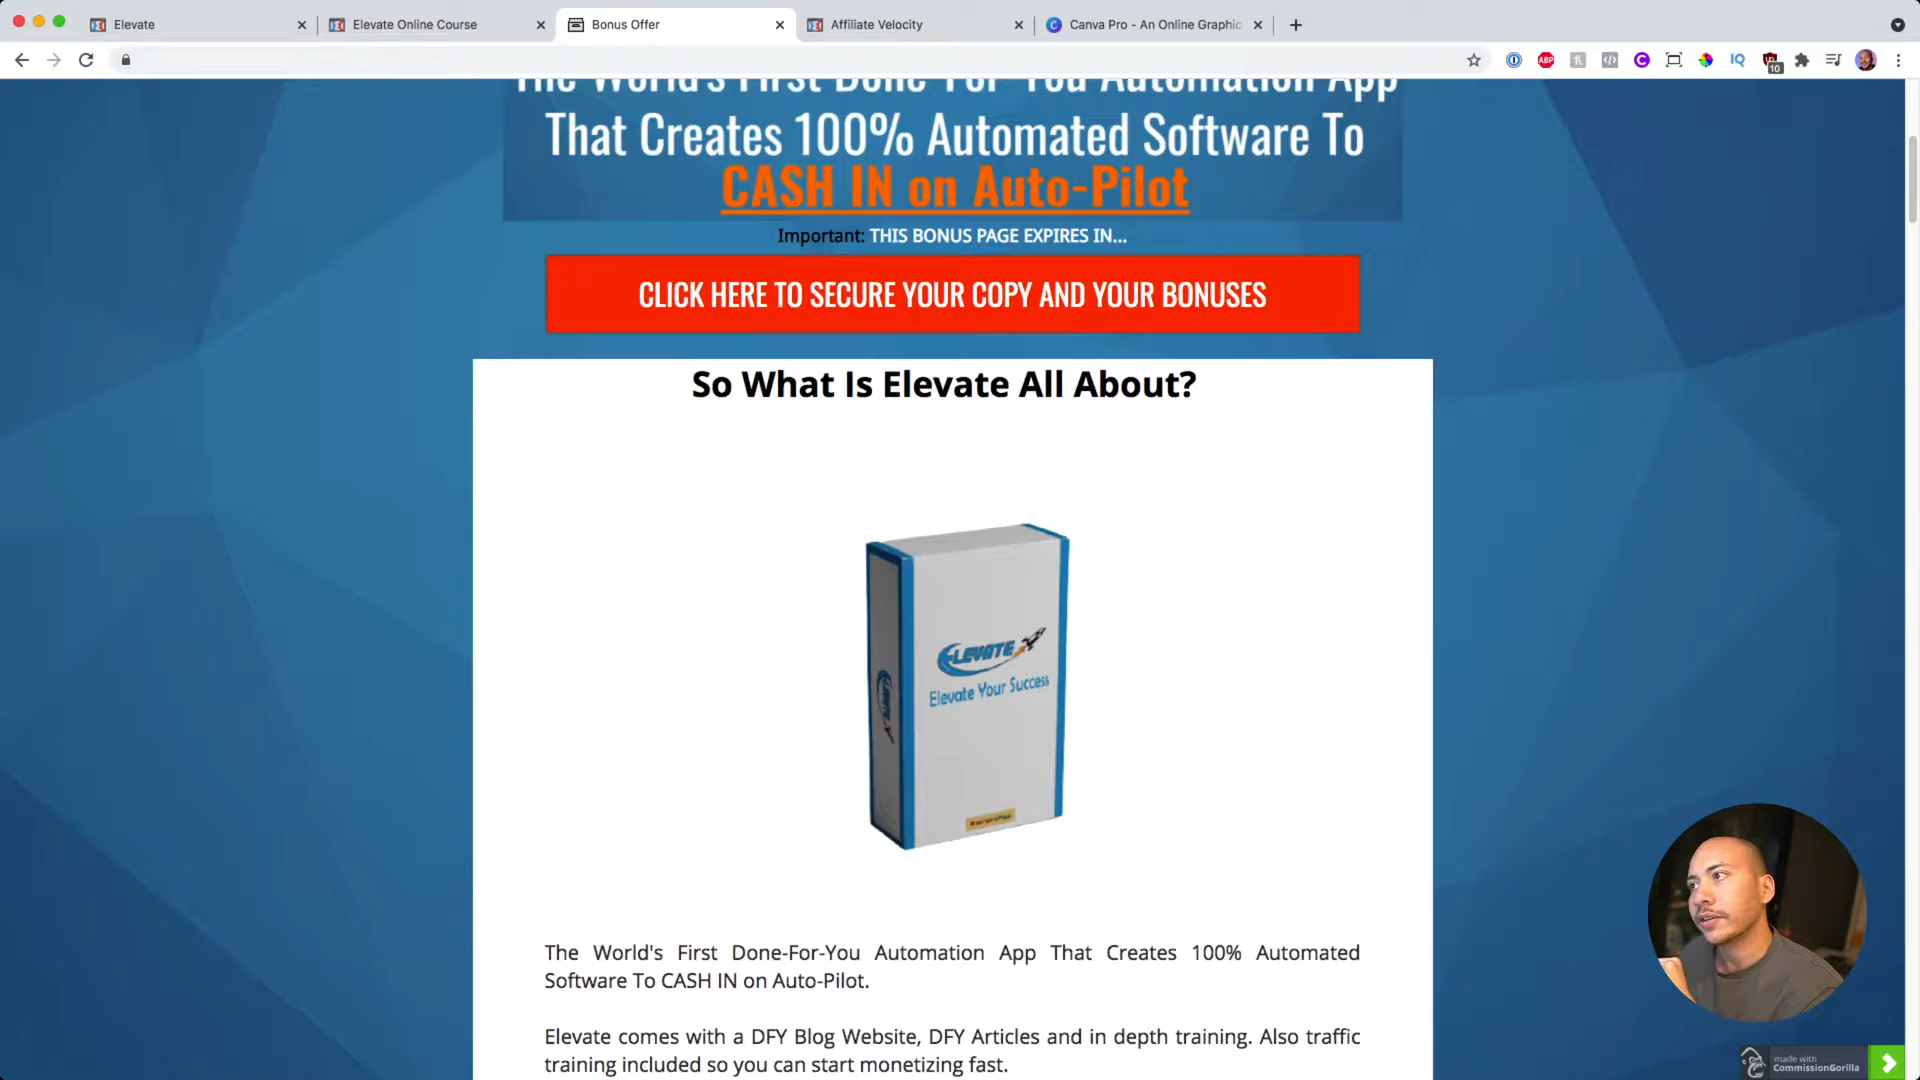 Elevate
Elevate Online Course
Bonus Offer
Affiliate Velocity
Canva Pro - An Online Graphic
ABP
IQ
10
The World's First Done-For-You Automation App
That Creates 100% Automated Software To
CASH IN on Auto-Pilot
Important: THIS BONUS PAGE EXPIRES IN...
CLICK HERE TO SECURE YOUR COPY AND YOUR BONUSES
So What Is Elevate All About?
ELEVATE
Elevate Your Success
The World's First Done-For-You Automation App That Creates 100% Automated
Software To CASH IN on Auto-Pilot.
Elevate comes with a DFY Blog Website, DFY Articles and in depth training. Also traffic
training included so you can start monetizing fast.
made with
CommissionGorilla